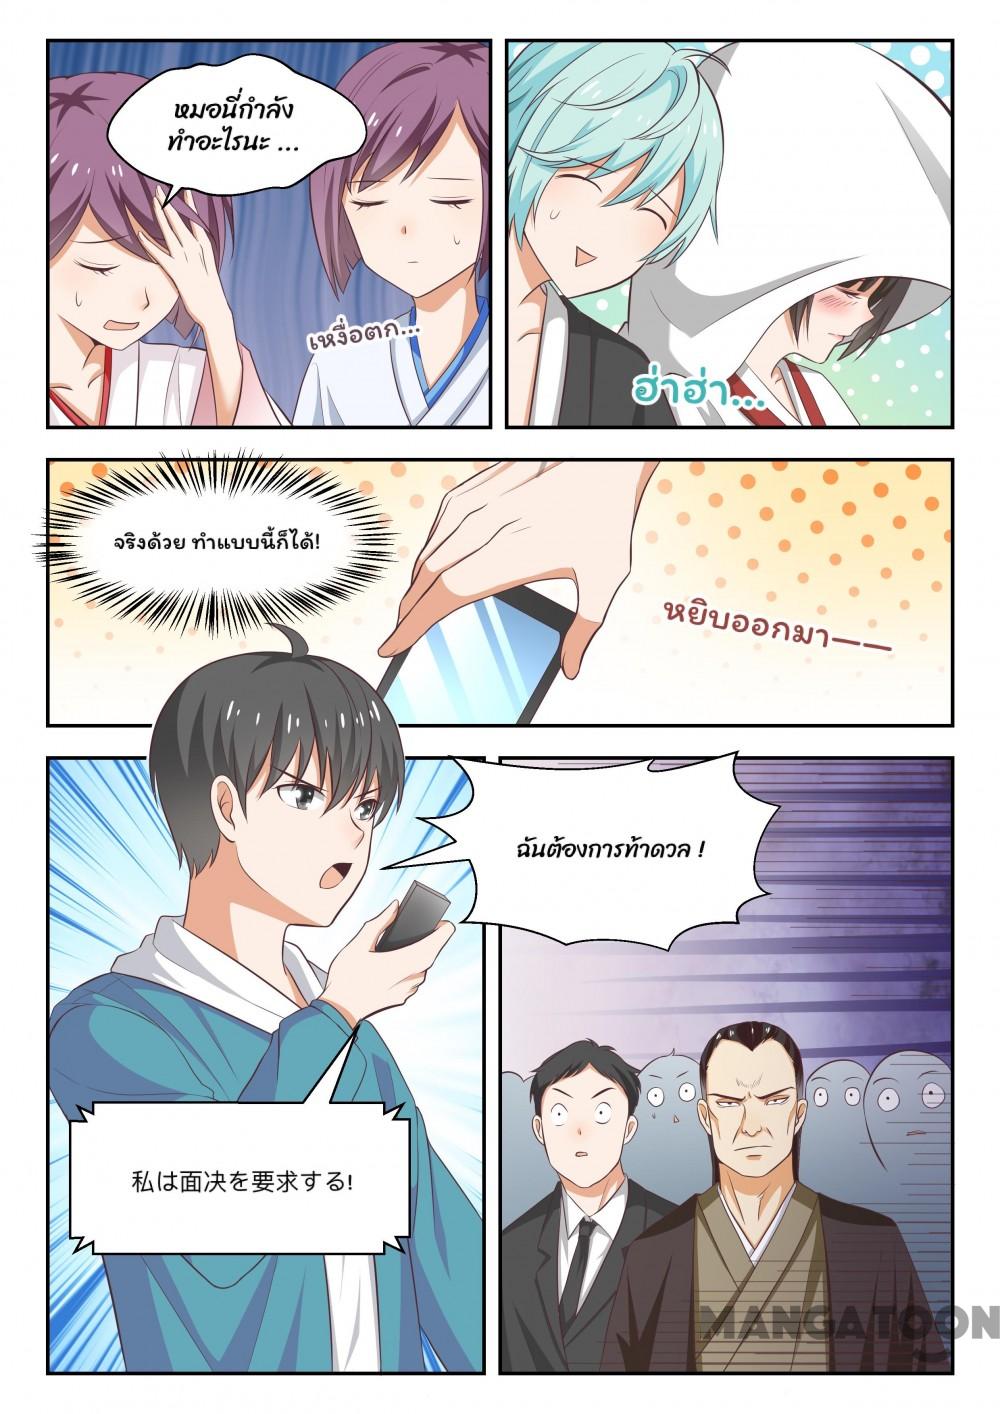 หมอนี่กำลัง
ทำอะไรนะ ...
เหงื่อตก...
ฮ่าฮ่า...
จริงด้วย ทำแบบนี้ก็ได้!
หยิบออกมา——
ฉันต้องการท้าดวล !
私は面决を要求する!
MANGATOON